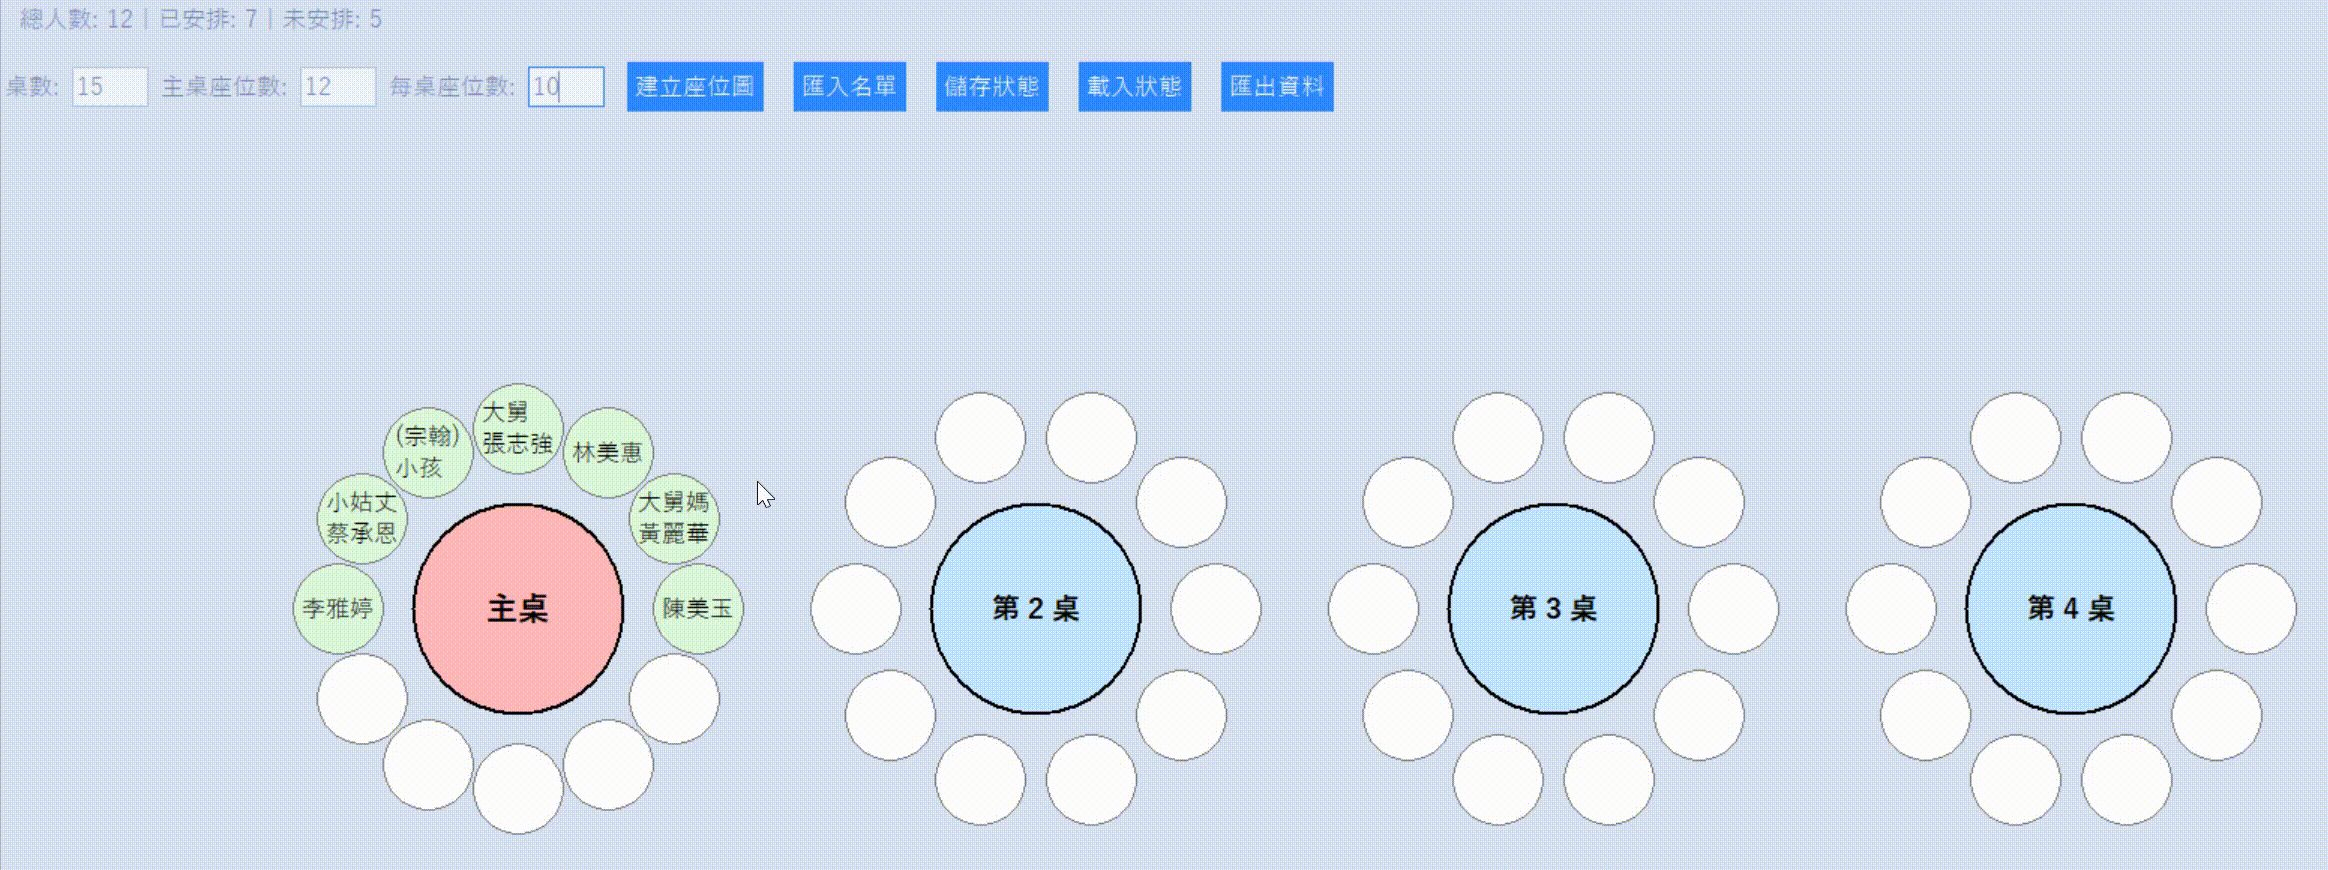 總人數: 12 | 已安排: 7 | 未安排: 5
桌數: 15 主桌座位數: 12 每桌座位數: 10 建立座位圖 匯入名單 儲存狀態 載入狀態 匯出資料
大舅
張志強
(宗翰)
小孩
林美惠
小姑丈
蔡承恩
大舅媽
黃麗華
李雅婷
主桌
陳美玉
第 2 桌
第 3 桌
第 4 桌